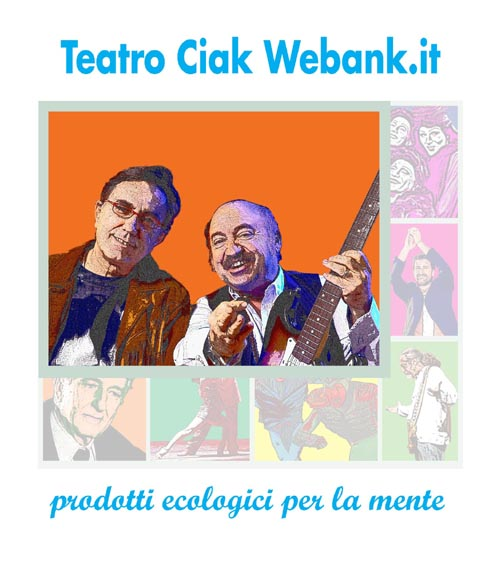 Teatro Ciak Webank.it
prodotti ecologici per la mente